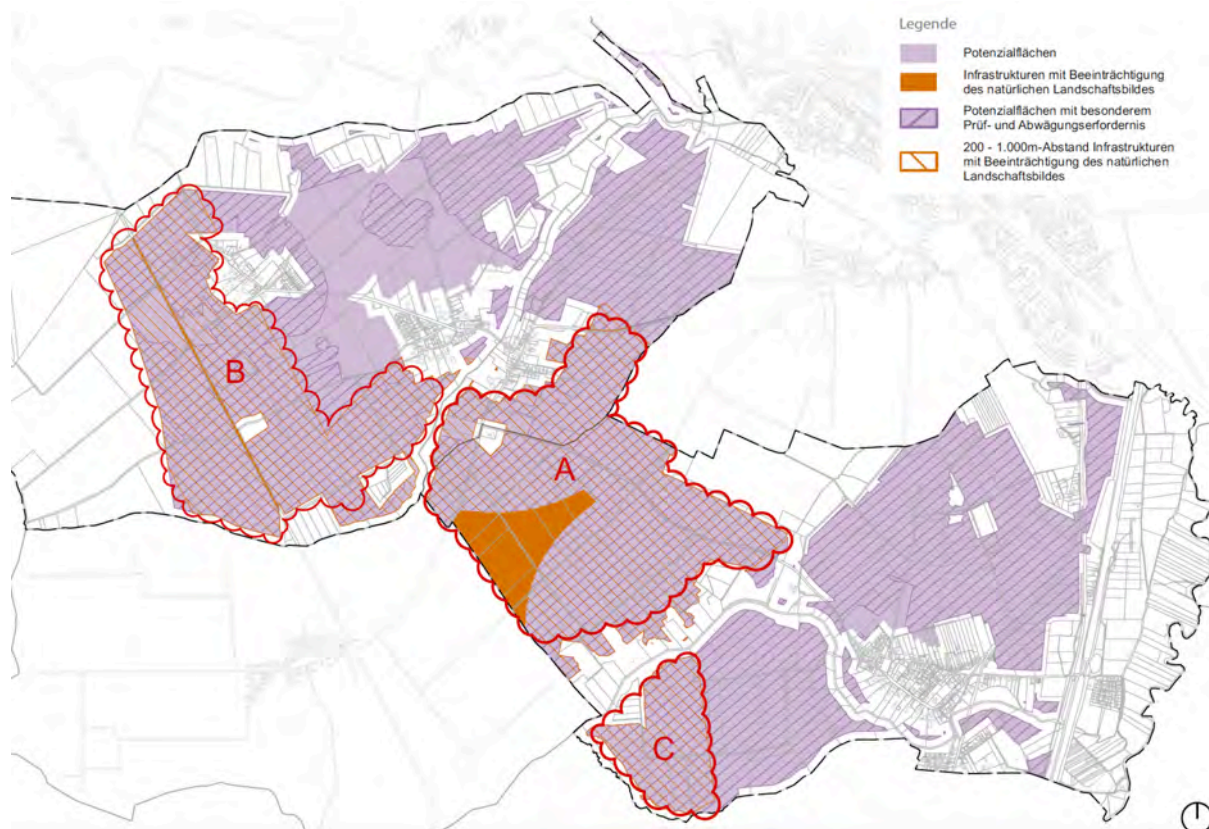 Legende
Potenzialflächen
Infrastrukturen mit Beeinträchtigung
des natürlichen Landschaftsbildes
Potenzialflächen mit besonderem
Prüf- und Abwägungserfordernis
200 - 1.000m-Abstand Infrastrukturen
mit Beeinträchtigung des natürlichen
Landschaftsbildes
B
A
C